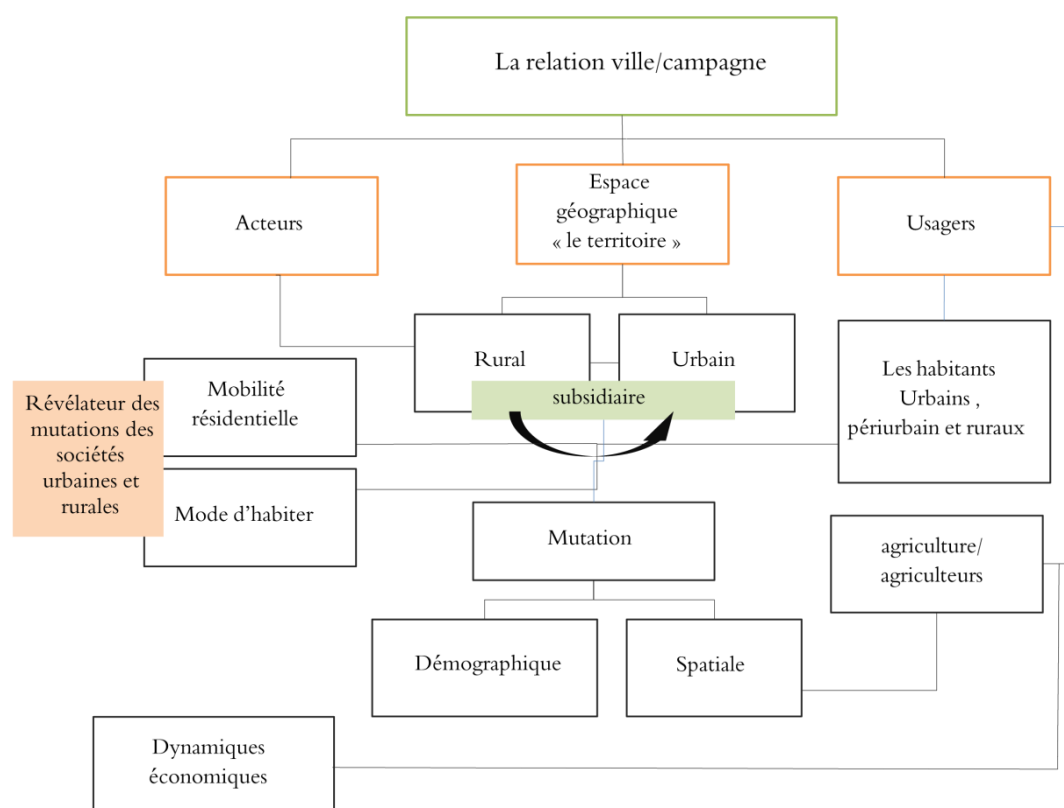 La relation ville/campagne
Acteurs
Espace
géographique
« le territoire »
Usagers
Rural
Urbain
subsidiaire
Les habitants
Urbains ,
périurbain et ruraux
Mobilité
résidentielle
Révélateur des
mutations des
sociétés
urbaines et
rurales
Mode d’habiter
Mutation
agriculture/
agriculteurs
Démographique
Spatiale
Dynamiques
économiques